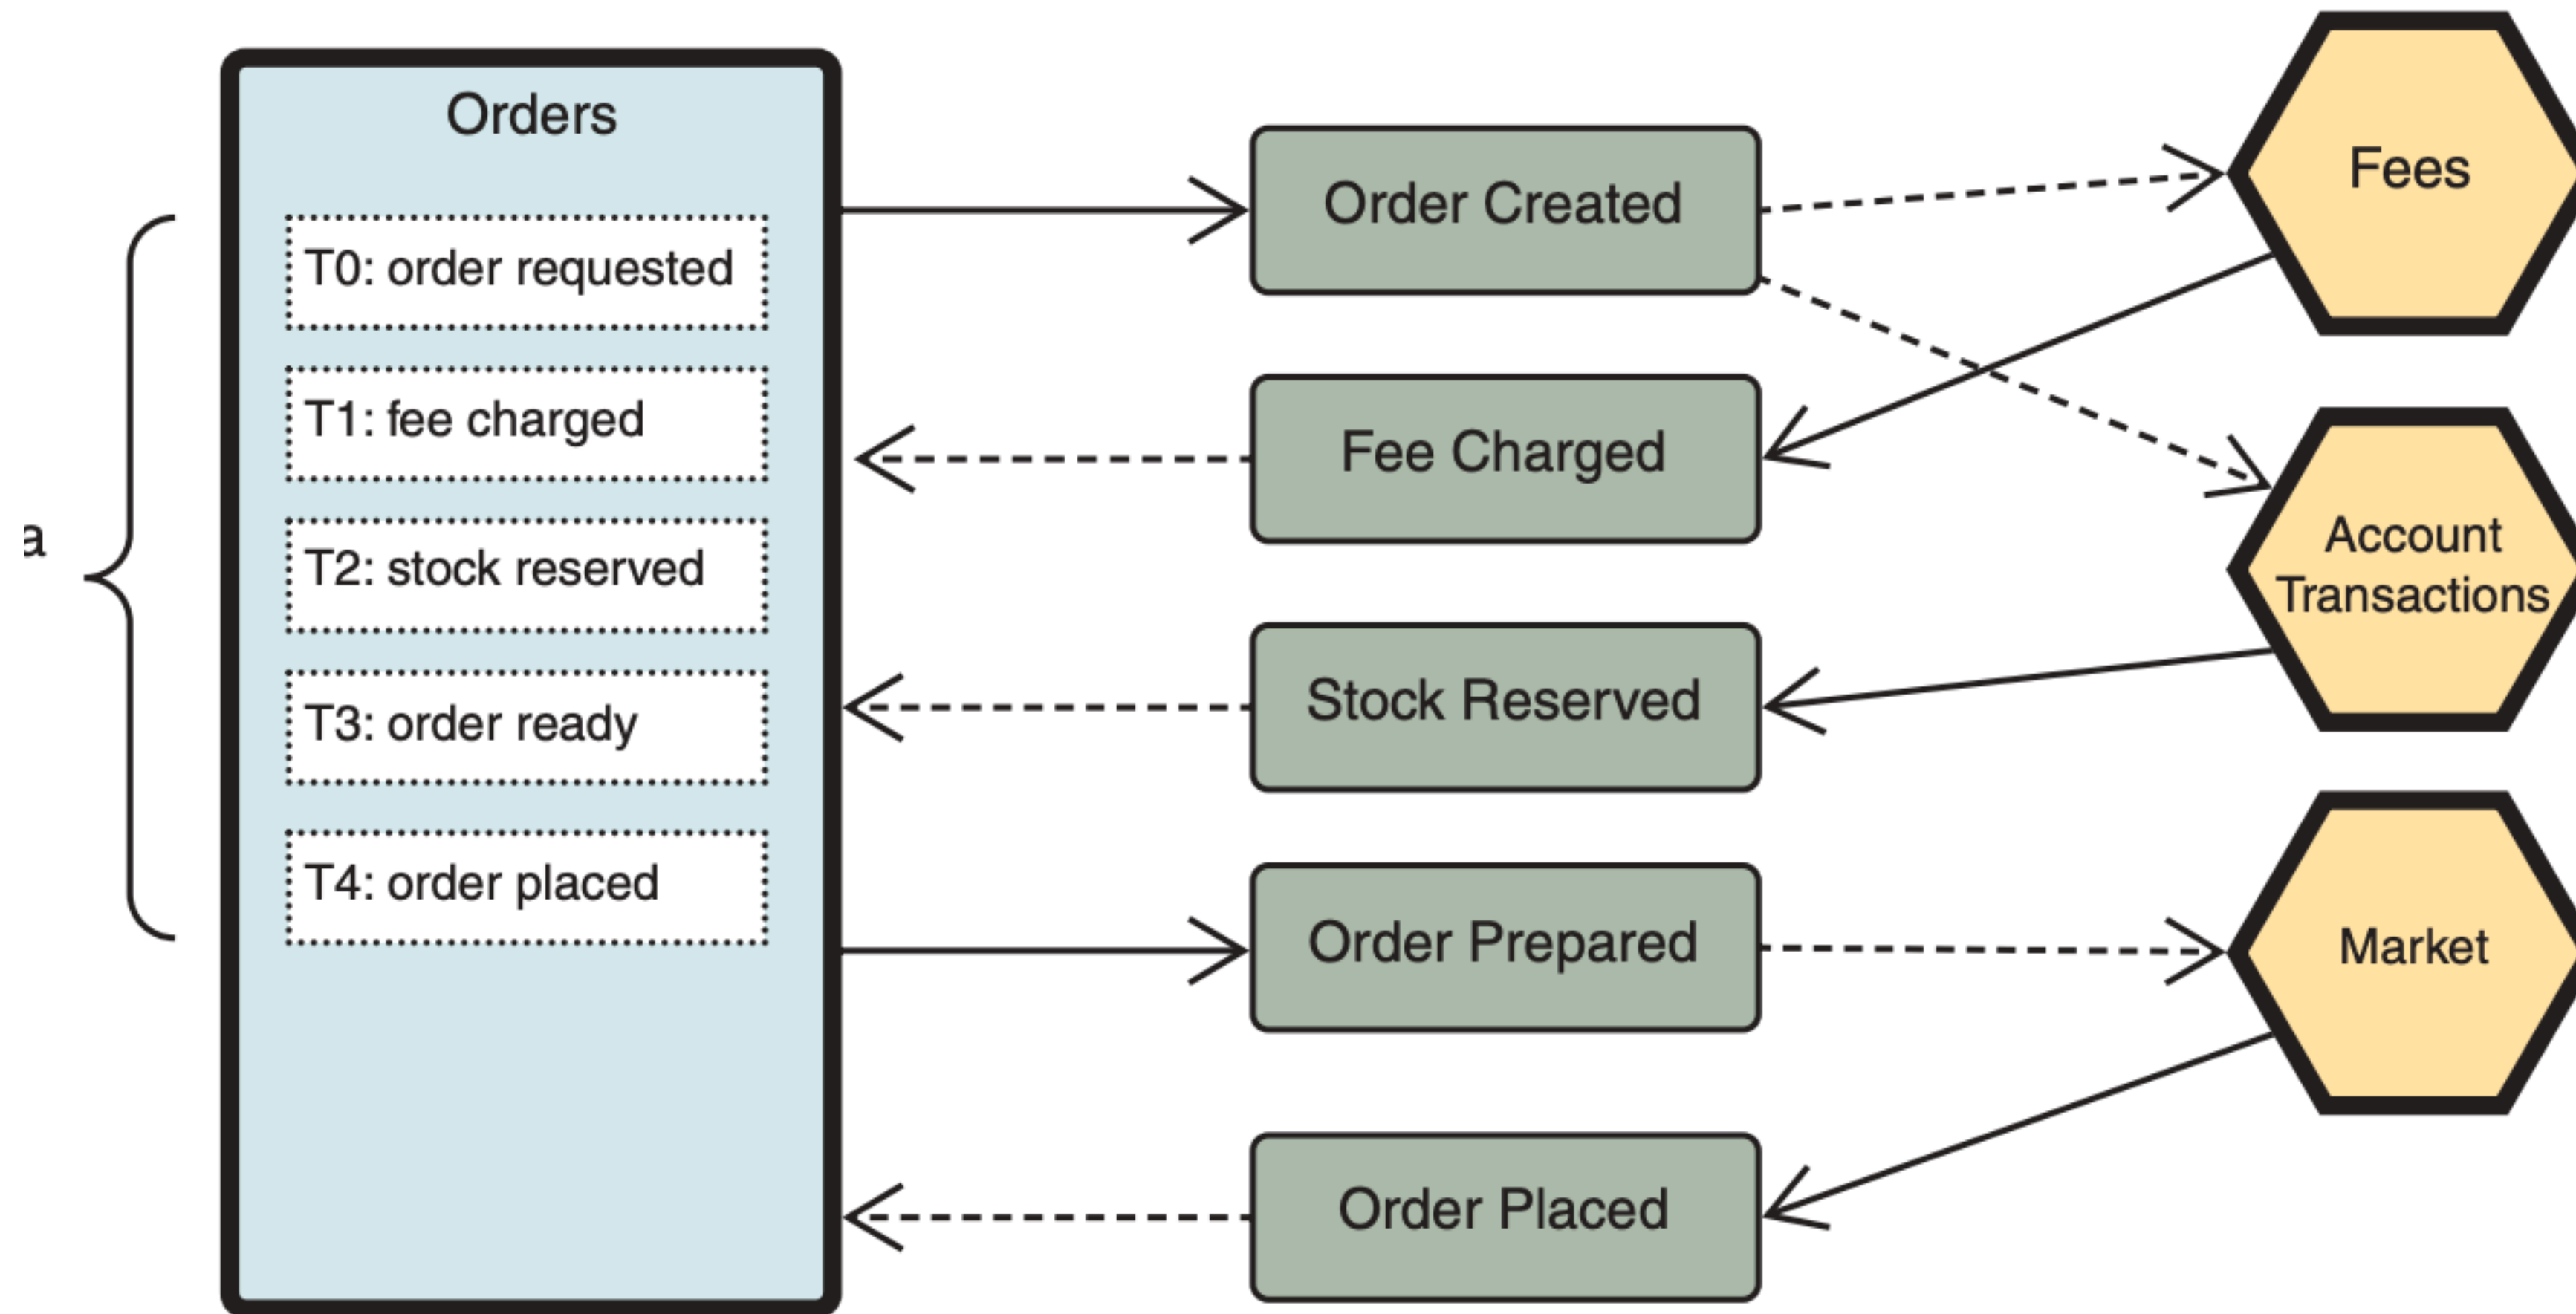 Orders
T0: order requested
T1: fee charged
T2: stock reserved
T3: order ready
T4: order placed
a
Order Created
Fee Charged
Stock Reserved
Order Prepared
Order Placed
Fees
Account
Transactions
Market